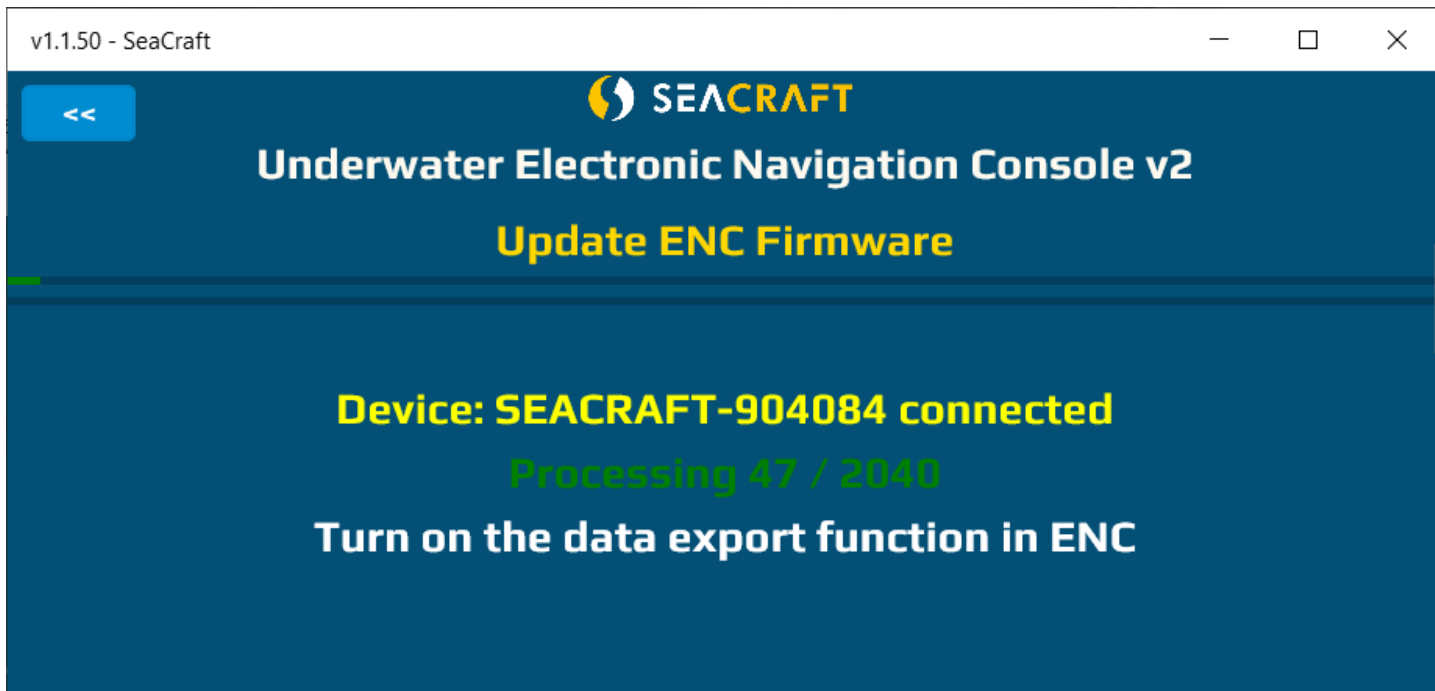 v1.1.50 - SeaCraft
<<
SEACRAFT
Underwater Electronic Navigation Console v2
Update ENC Firmware
Device: SEACRAFT-904084 connected
Processing 47 / 2040
Turn on the data export function in ENC